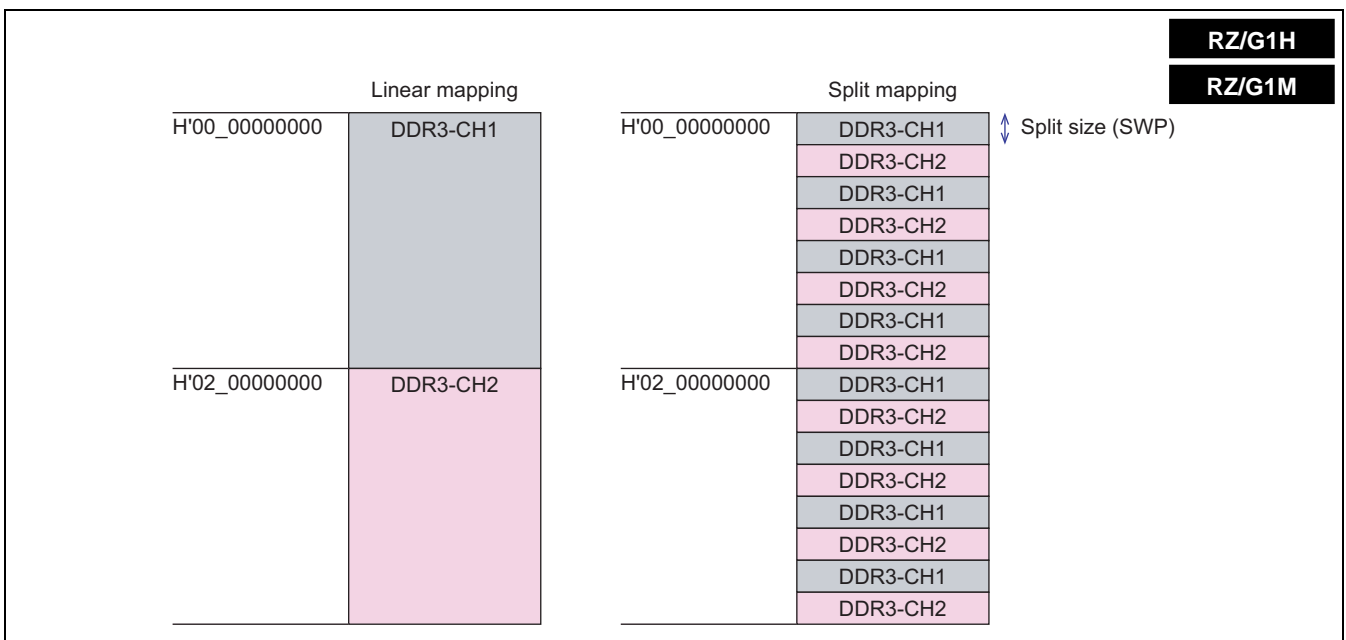 RZ/G1H
RZ/G1M
Linear mapping
H'00_00000000
DDR3-CH1
H'02_00000000
DDR3-CH2
Split mapping
H'00_00000000
DDR3-CH1
Split size (SWP)
DDR3-CH2
DDR3-CH1
DDR3-CH2
DDR3-CH1
DDR3-CH2
DDR3-CH1
DDR3-CH2
H'02_00000000
DDR3-CH1
DDR3-CH2
DDR3-CH1
DDR3-CH2
DDR3-CH1
DDR3-CH2
DDR3-CH1
DDR3-CH2